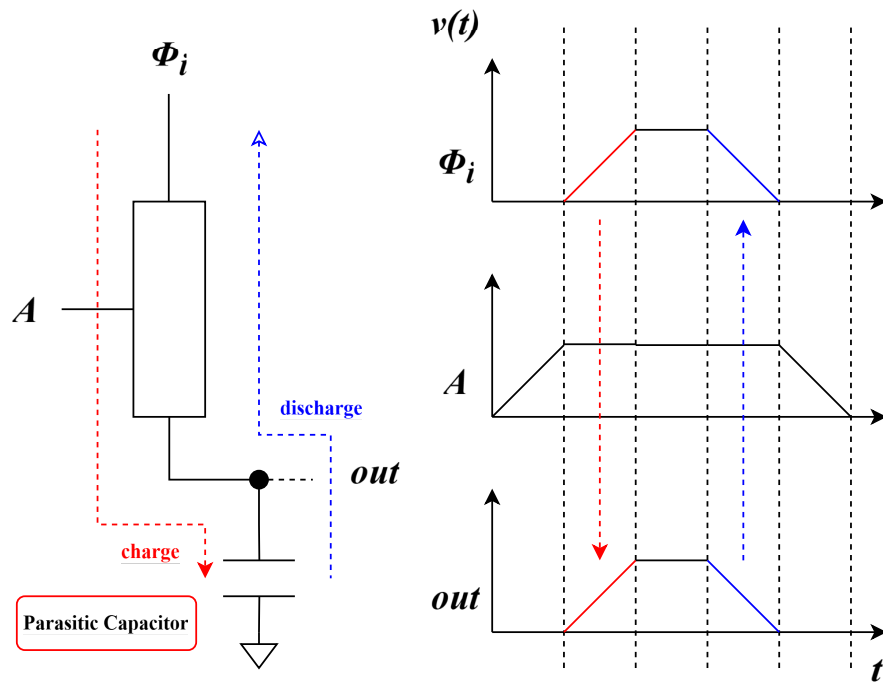 Φi
A
discharge
out
charge
Parasitic Capacitor
v(t)
Φi
A
out
t